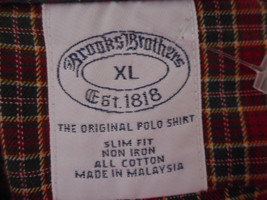 Brooks Brothers
XL
Est. 1818
THE ORIGINAL POLO SHIRT
SLIM FIT
NON IRON
ALL COTTON
MADE IN MALAYSIA